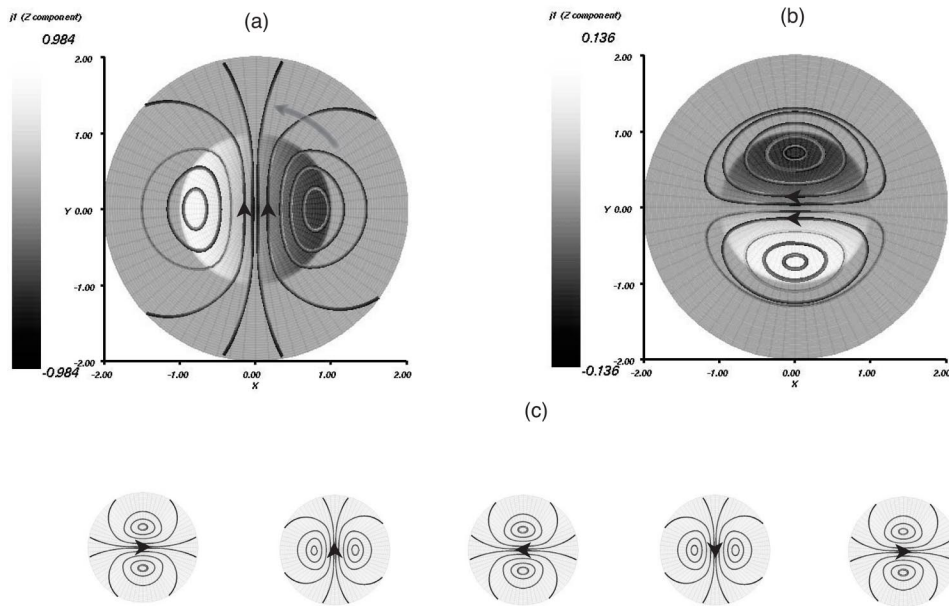 (a)
j1 (Z component)
0.984
-0.984
2.00
1.00
Y 0.00
-1.00
-2.00
-2.00 -1.00 0.00 1.00 2.00
X
(b)
j1 (Z component)
0.136
-0.136
2.00
1.00
Y 0.00
-1.00
-2.00
-2.00 -1.00 0.00 1.00 2.00
X
(c)